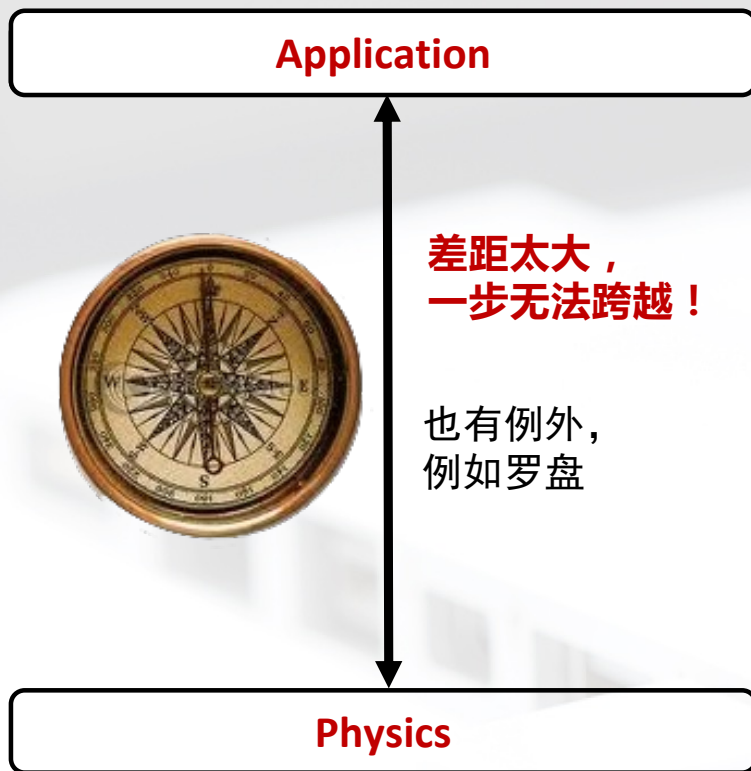 Application
差距太大，
一步无法跨越！
也有例外，
例如罗盘
W
E
S
Physics